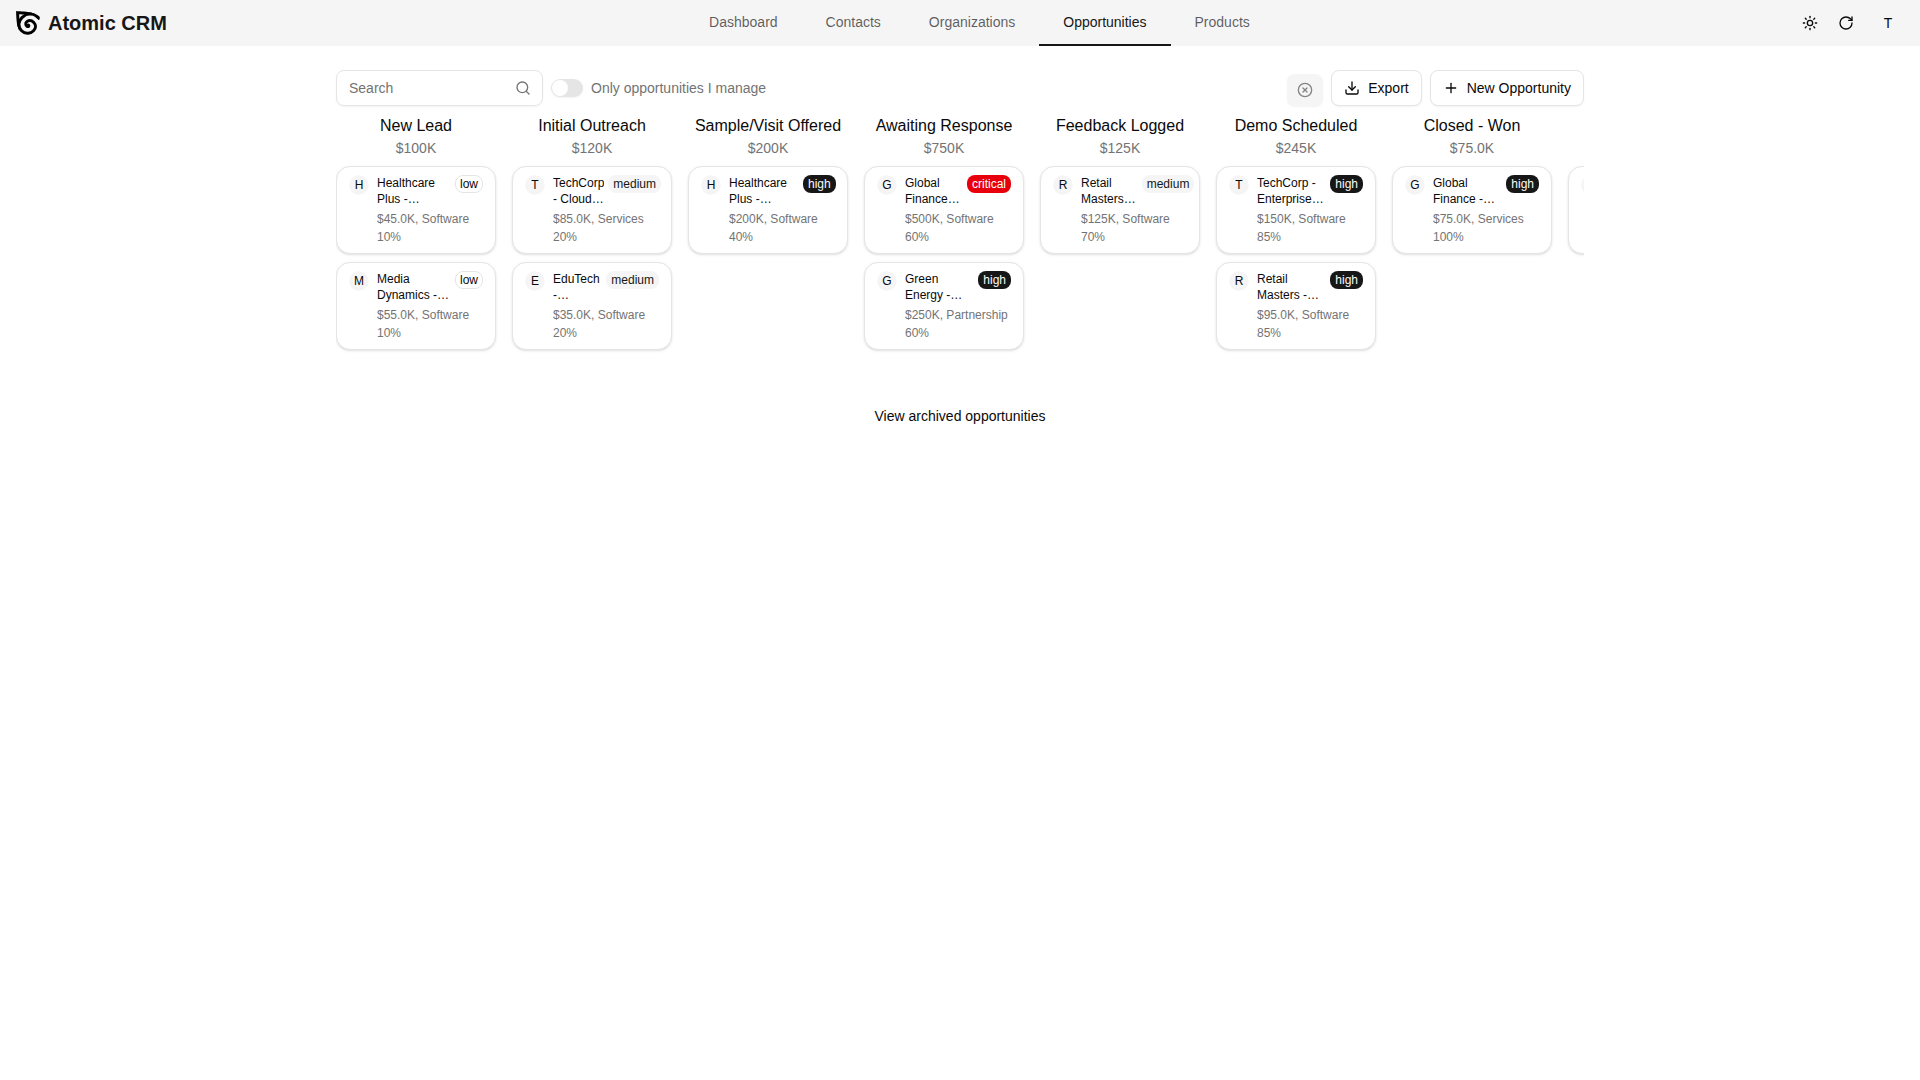 Atomic CRM
Dashboard
Contacts
Organizations
Opportunities
Products
T
Search
Only opportunities I manage
Export
New Opportunity
New Lead
$100K
H
Healthcare
Plus -…
low
$45.0K, Software
10%
M
Media
Dynamics -…
low
$55.0K, Software
10%
Initial Outreach
$120K
T
TechCorp
- Cloud…
medium
$85.0K, Services
20%
E
EduTech
-…
medium
$35.0K, Software
20%
Sample/Visit Offered
$200K
H
Healthcare
Plus -…
high
$200K, Software
40%
Awaiting Response
$750K
G
Global
Finance…
critical
$500K, Software
60%
G
Green
Energy -…
high
$250K, Partnership
60%
Feedback Logged
$125K
R
Retail
Masters…
medium
$125K, Software
70%
Demo Scheduled
$245K
T
TechCorp -
Enterprise…
high
$150K, Software
85%
R
Retail
Masters -…
high
$95.0K, Software
85%
Closed - Won
$75.0K
G
Global
Finance -…
high
$75.0K, Services
100%
View archived opportunities